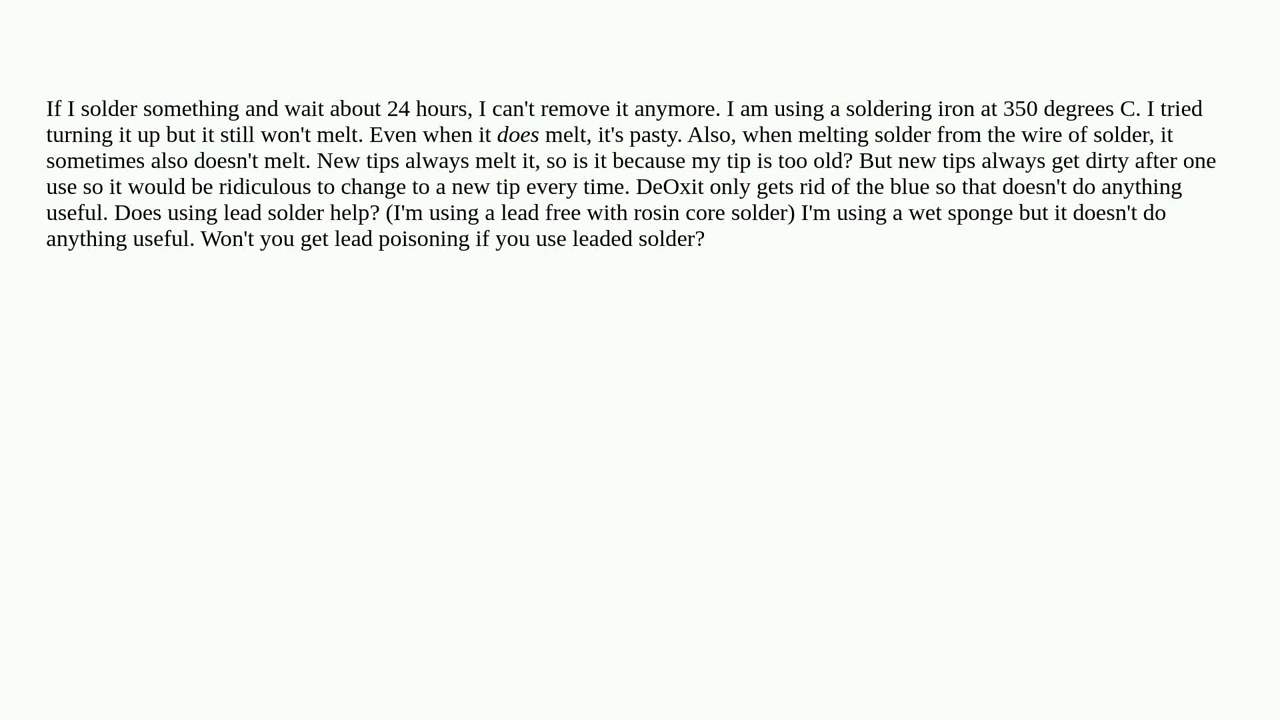 If I solder something and wait about 24 hours, I can't remove it anymore. I am using a soldering iron at 350 degrees C. I tried
turning it up but it still won't melt. Even when it does melt, it's pasty. Also, when melting solder from the wire of solder, it
sometimes also doesn't melt. New tips always melt it, so is it because my tip is too old? But new tips always get dirty after one
use so it would be ridiculous to change to a new tip every time. DeOxit only gets rid of the blue so that doesn't do anything
useful. Does using lead solder help? (I'm using a lead free with rosin core solder) I'm using a wet sponge but it doesn't do
anything useful. Won't you get lead poisoning if you use leaded solder?